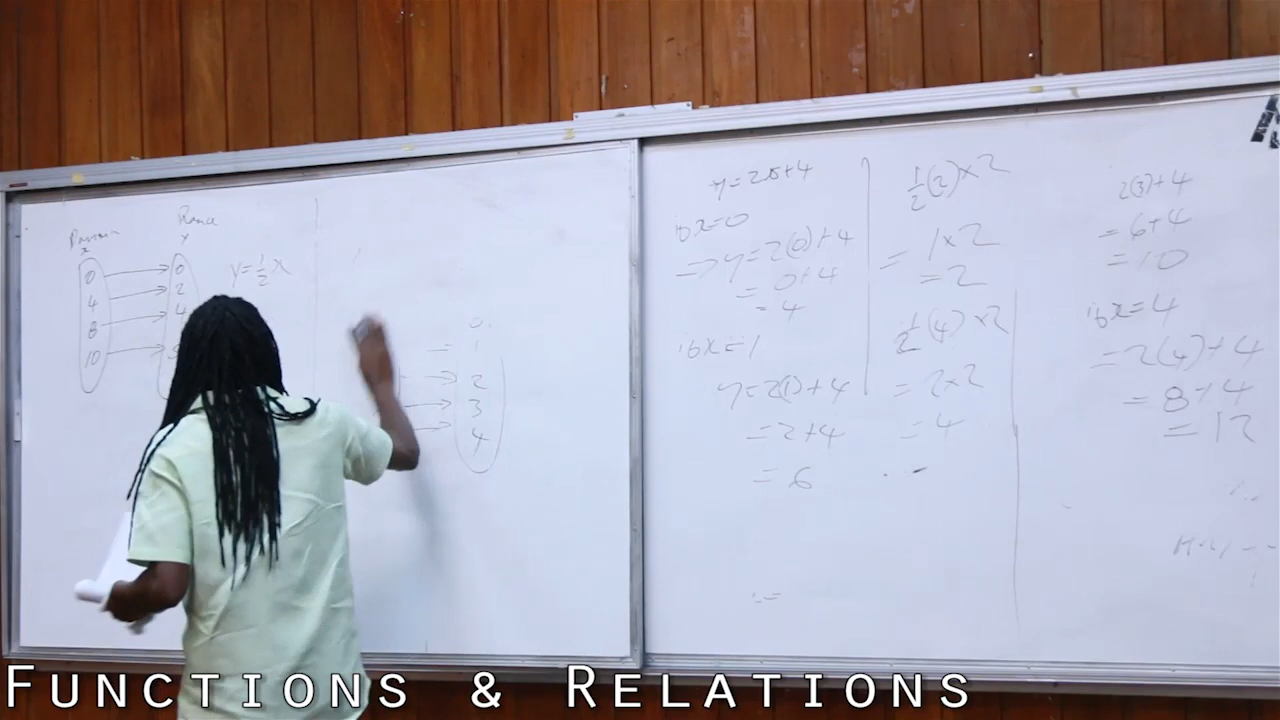 Domain
Range
x
y
0
0
4
2
8
4
10
5
y=½x
0
1
2
3
4
y=2x+4
if x=0
=> y=2(0)+4
= 0+4
= 4
if x=1
y=2(1)+4
=2+4
= 6
½(2)×2
= 1×2
= 2
½(4)×2
= 2×2
= 4
2(3)+4
= 6+4
= 10
if x=4
=2(4)+4
= 8+4
= 12
FUNCTIONS & RELATIONS